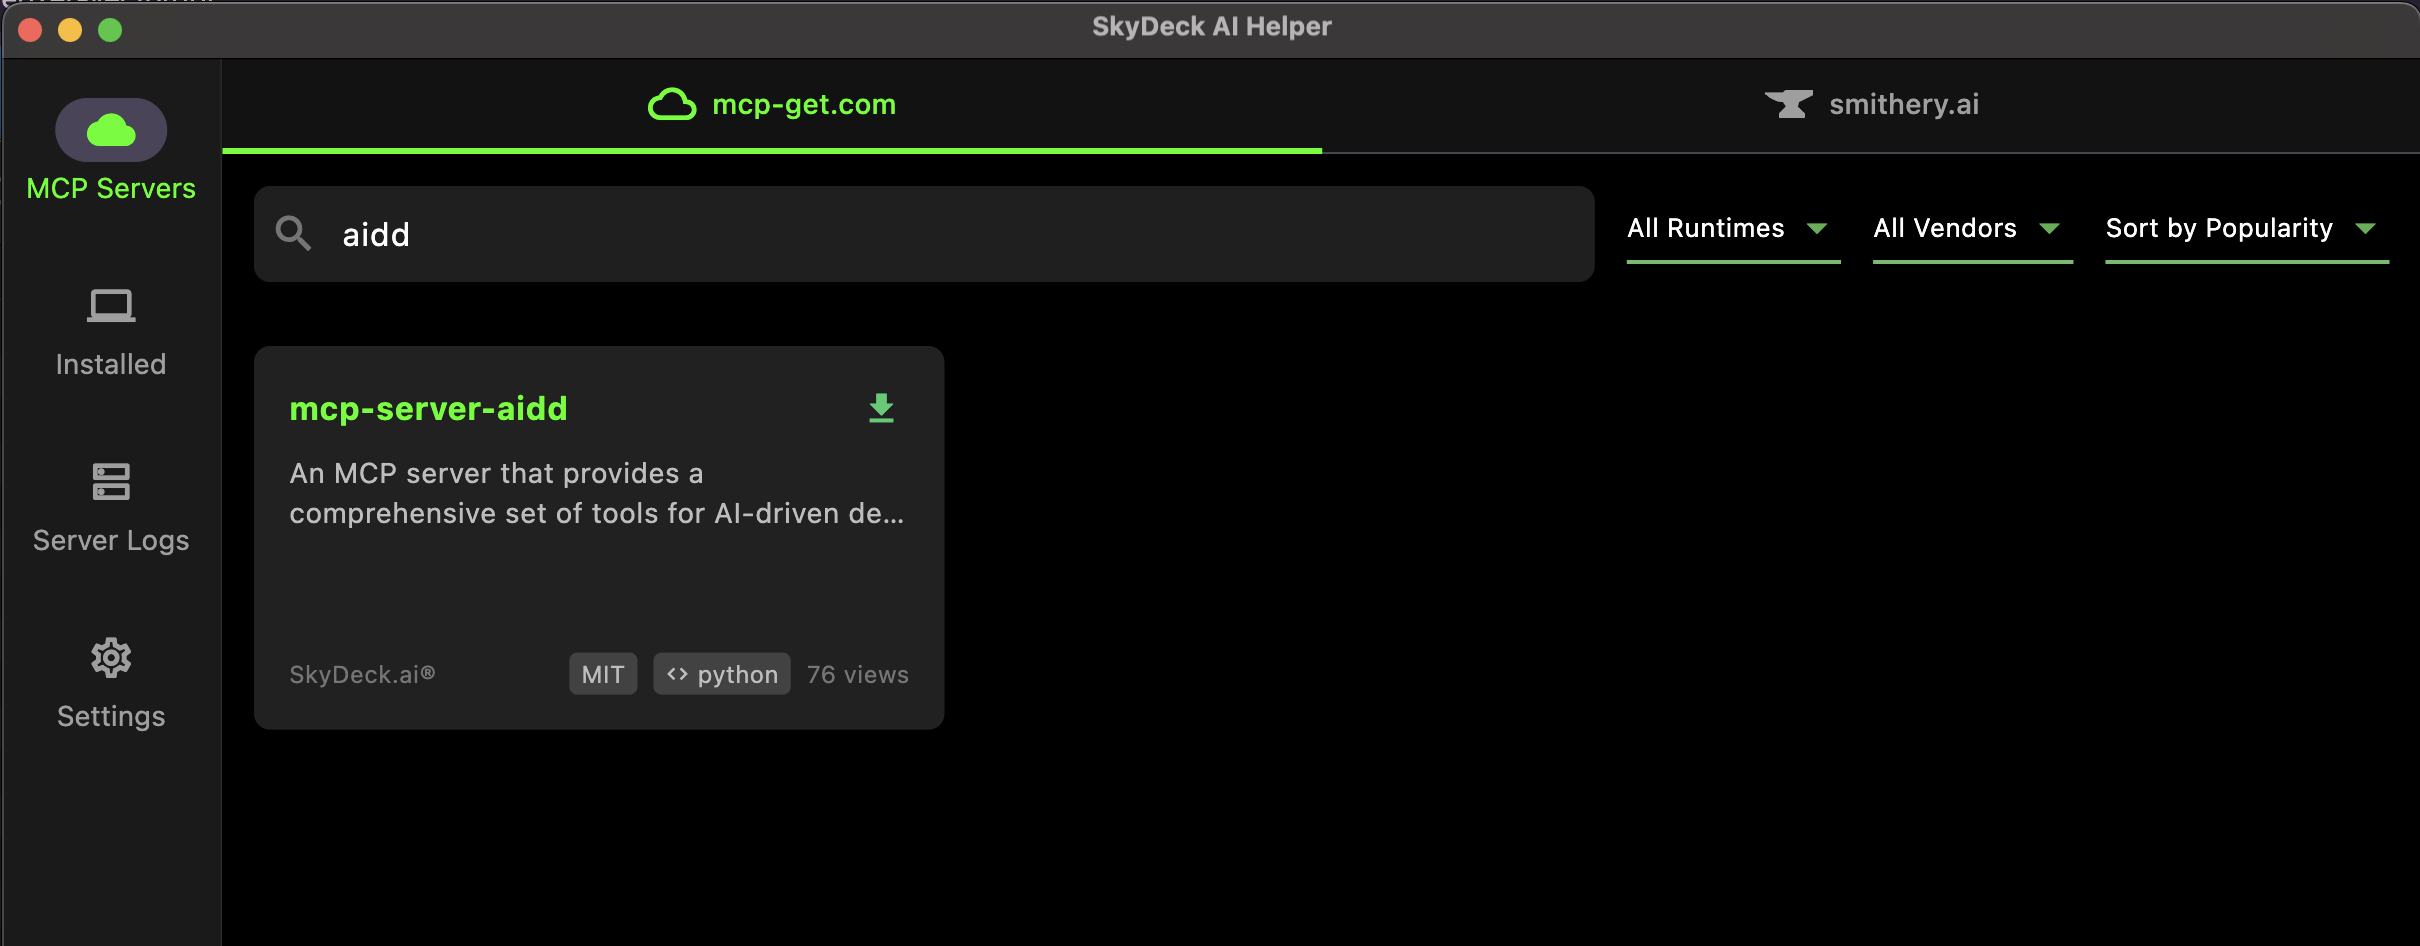 SkyDeck AI Helper
MCP Servers
Installed
Server Logs
Settings
mcp-get.com
smithery.ai
aidd
All Runtimes
All Vendors
Sort by Popularity
mcp-server-aidd
An MCP server that provides a
comprehensive set of tools for AI-driven de...
SkyDeck.ai®
MIT
<> python
76 views